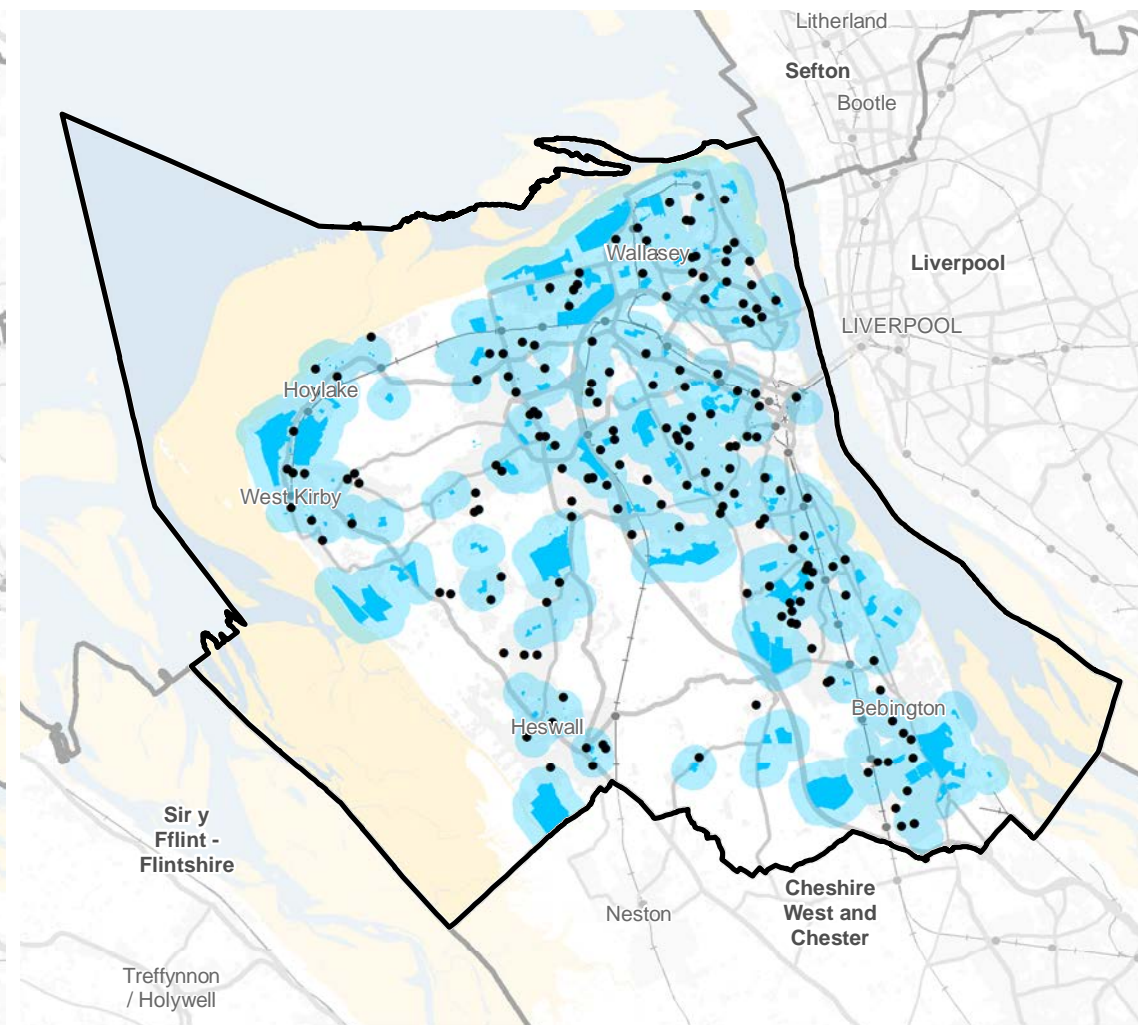 Litherland
Sefton
Bootle
Wallasey
Liverpool
LIVERPOOL
Hoylake
West Kirby
Bebington
Heswall
Sir y
Fflint -
Flintshire
Cheshire
West and
Chester
Neston
Treffynnon
/ Holywell